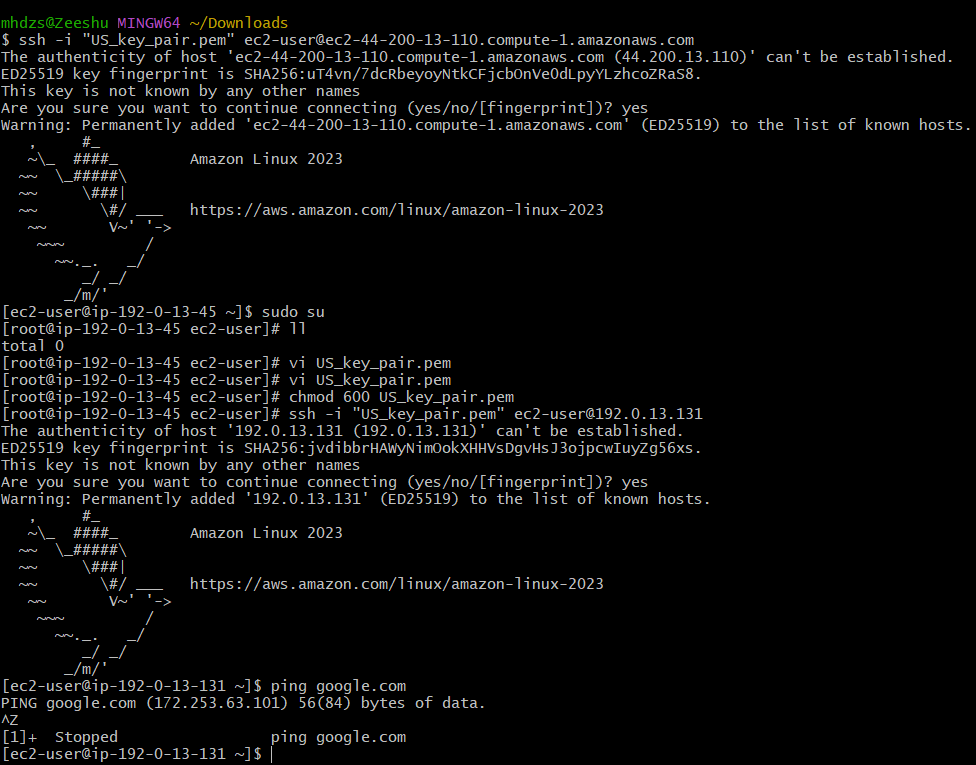 mhdzs@Zeeshu MINGW64 ~/Downloads
$ ssh -i "US_key_pair.pem" ec2-user@ec2-44-200-13-110.compute-1.amazonaws.com
The authenticity of host 'ec2-44-200-13-110.compute-1.amazonaws.com (44.200.13.110)' can't be established.
ED25519 key fingerprint is SHA256:uT4vn/7dcRbeyoyNtkCFjcbOnVe0dLpyYLzhcoZRaS8.
This key is not known by any other names
Are you sure you want to continue connecting (yes/no/[fingerprint])? yes
Warning: Permanently added 'ec2-44-200-13-110.compute-1.amazonaws.com' (ED25519) to the list of known hosts.
   ,     #_
   ~\_  ####_        Amazon Linux 2023
  ~~  \_#####\
  ~~     \###|
  ~~       \#/ ___   https://aws.amazon.com/linux/amazon-linux-2023
   ~~       V~' '->
    ~~~         /
      ~~._.   _/
         _/ _/
       _/m/'
[ec2-user@ip-192-0-13-45 ~]$ sudo su
[root@ip-192-0-13-45 ec2-user]# ll
total 0
[root@ip-192-0-13-45 ec2-user]# vi US_key_pair.pem
[root@ip-192-0-13-45 ec2-user]# vi US_key_pair.pem
[root@ip-192-0-13-45 ec2-user]# chmod 600 US_key_pair.pem
[root@ip-192-0-13-45 ec2-user]# ssh -i "US_key_pair.pem" ec2-user@192.0.13.131
The authenticity of host '192.0.13.131 (192.0.13.131)' can't be established.
ED25519 key fingerprint is SHA256:jvdibbrHAWyNimOokXHHVsDgvHsJ3ojpcwIuyZg56xs.
This key is not known by any other names
Are you sure you want to continue connecting (yes/no/[fingerprint])? yes
Warning: Permanently added '192.0.13.131' (ED25519) to the list of known hosts.
   ,     #_
   ~\_  ####_        Amazon Linux 2023
  ~~  \_#####\
  ~~     \###|
  ~~       \#/ ___   https://aws.amazon.com/linux/amazon-linux-2023
   ~~       V~' '->
    ~~~         /
      ~~._.   _/
         _/ _/
       _/m/'
[ec2-user@ip-192-0-13-131 ~]$ ping google.com
PING google.com (172.253.63.101) 56(84) bytes of data.
^Z
[1]+  Stopped                 ping google.com
[ec2-user@ip-192-0-13-131 ~]$